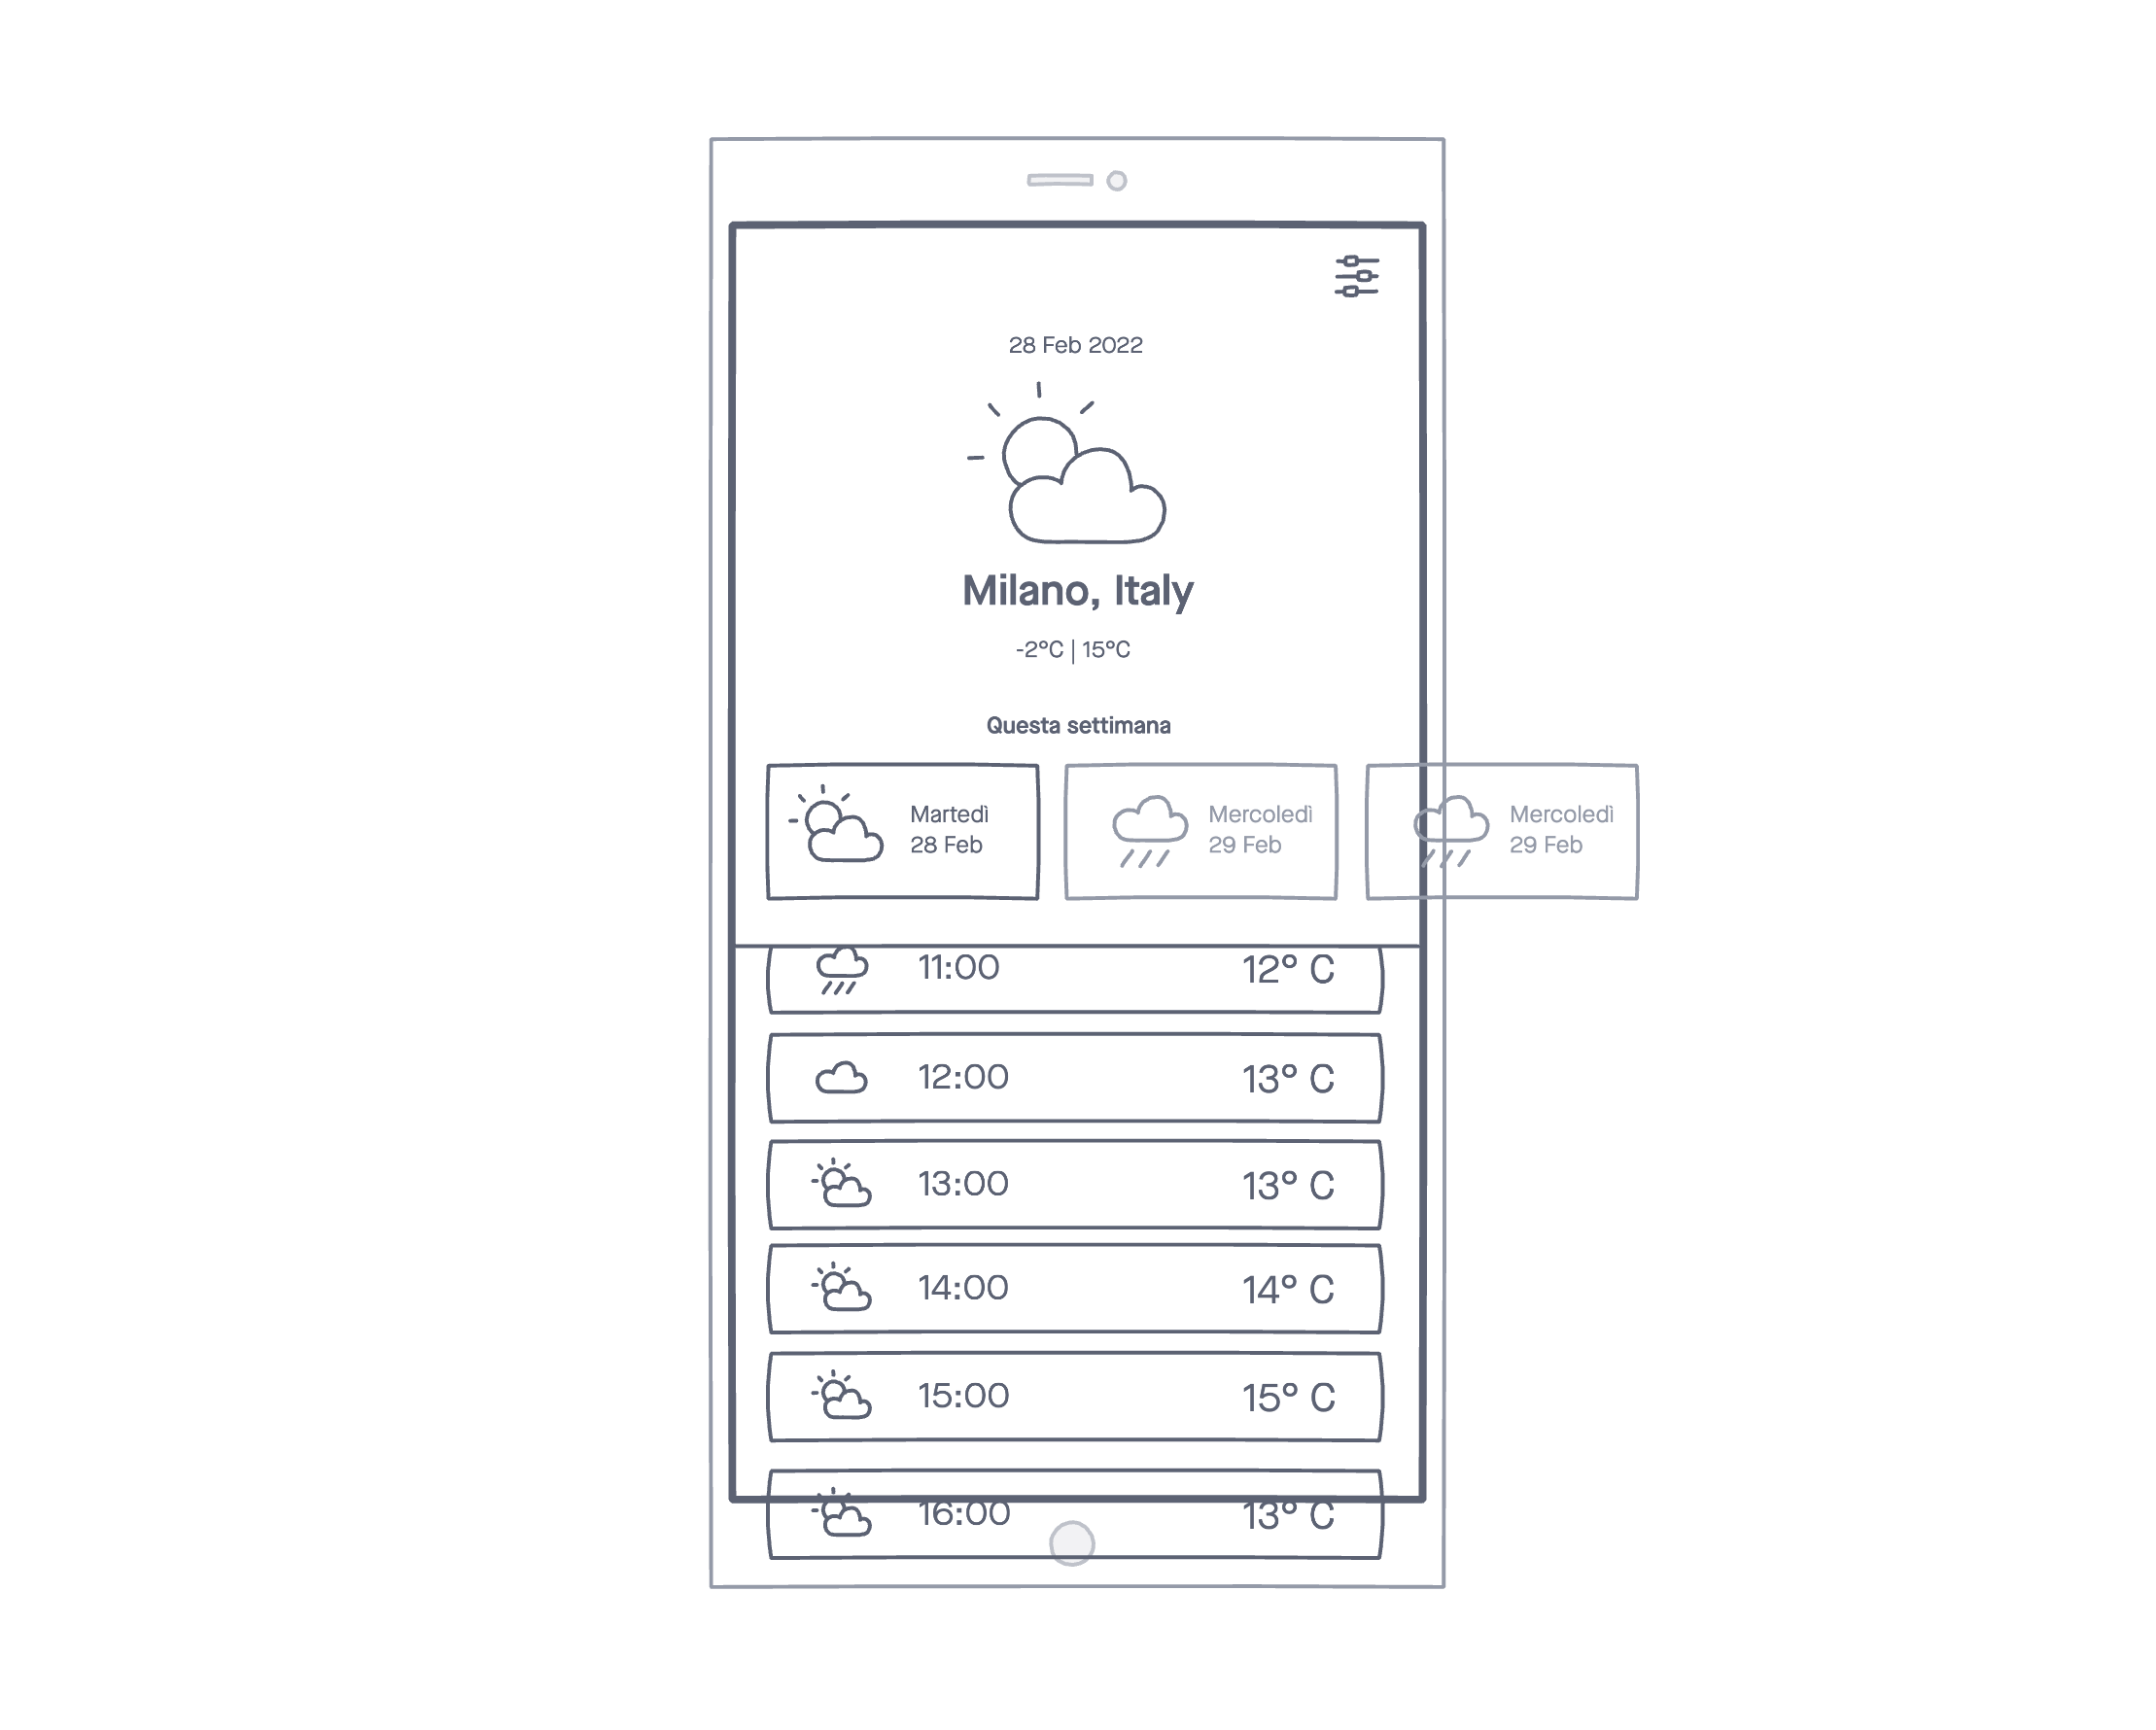 28 Feb 2022
Milano, Italy
-2°C | 15°C
Questa settimana
Martedì
28 Feb
Mercoledì
29 Feb
Mercoledì
29 Feb
11:00 12° C
12:00 13° C
13:00 13° C
14:00 14° C
15:00 15° C
16:00 13° C